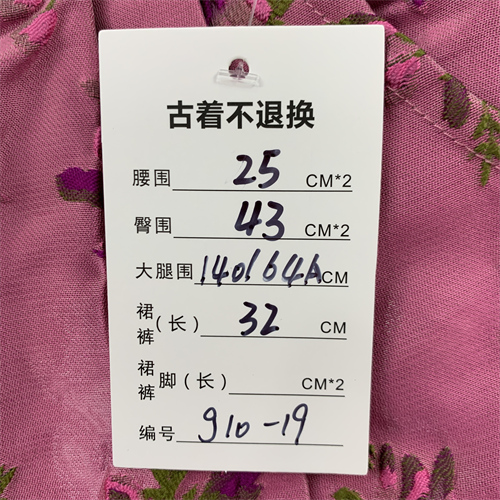 古着不退换
腰围 25 CM*2
臀围 43 CM*2
大腿围 140/64A CM
裙裤(长) 32 CM
裙裤脚(长) CM*2
编号 910-19